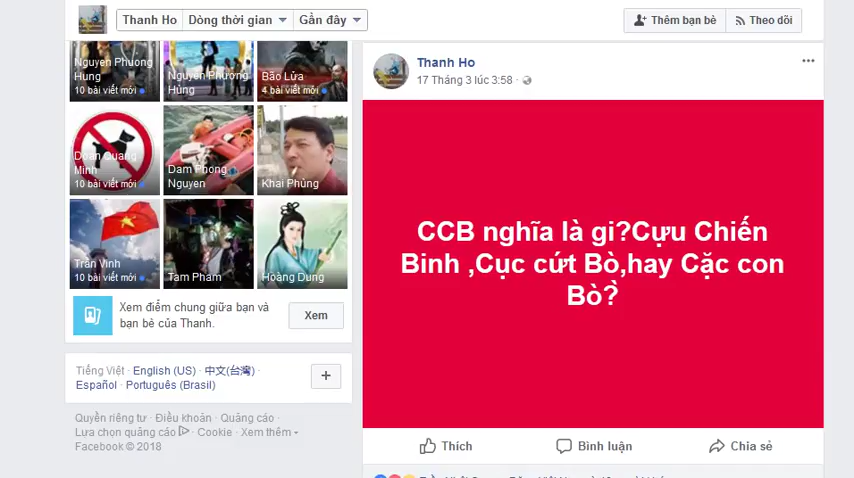 Thanh Ho
Dòng thời gian
Gần đây
Thêm bạn bè
Theo dõi
Nguyen Phuong
Hung
10 bài viết mới
Nguyễn Phượng
Hùng
Bão Lửa
4 bài viết mới
Doan Quang
Minh
10 bài viết mới
Dam Phong
Nguyen
Khai Phùng
Trần Vinh
10 bài viết mới
Tam Pham
Hoàng Dung
Xem điểm chung giữa bạn và
bạn bè của Thanh.
Xem
Tiếng Việt · English (US) · 中文(台灣) ·
Español · Português (Brasil)
Quyền riêng tư · Điều khoản · Quảng cáo ·
Lựa chọn quảng cáo · Cookie · Xem thêm
Facebook © 2018
Thanh Ho
17 Tháng 3 lúc 3:58 ·
CCB nghĩa là gi?Cựu Chiến
Binh ,Cục cứt Bò,hay Cặc con
Bò?
Thích
Bình luận
Chia sẻ